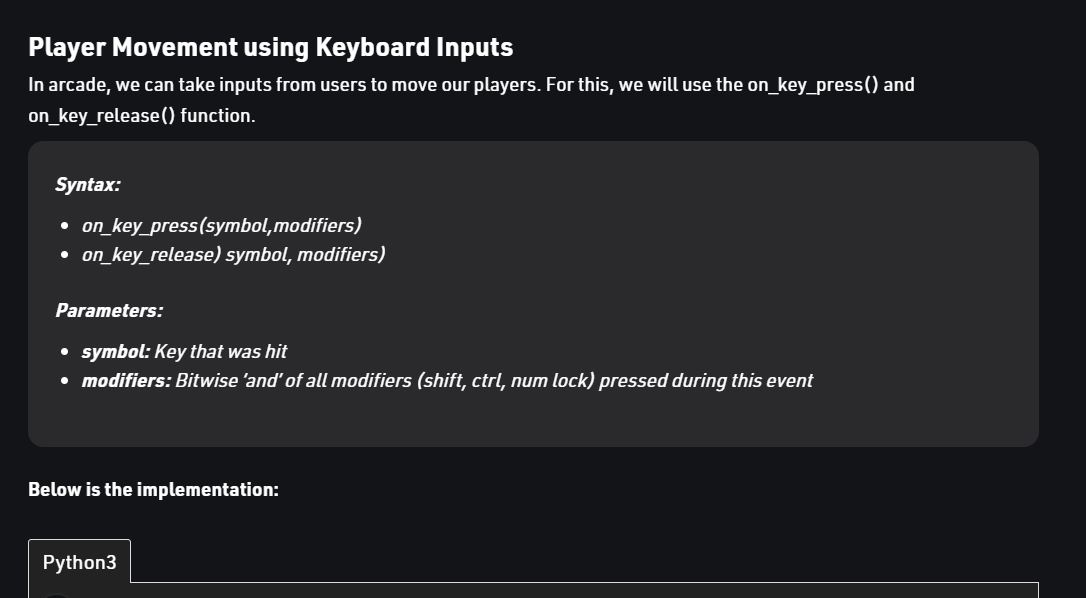 Player Movement using Keyboard Inputs
In arcade, we can take inputs from users to move our players. For this, we will use the on_key_press() and
on_key_release() function.
Syntax:
• on_key_press(symbol,modifiers)
• on_key_release) symbol, modifiers)
Parameters:
• symbol: Key that was hit
• modifiers: Bitwise ‘and’ of all modifiers (shift, ctrl, num lock) pressed during this event
Below is the implementation:
Python3